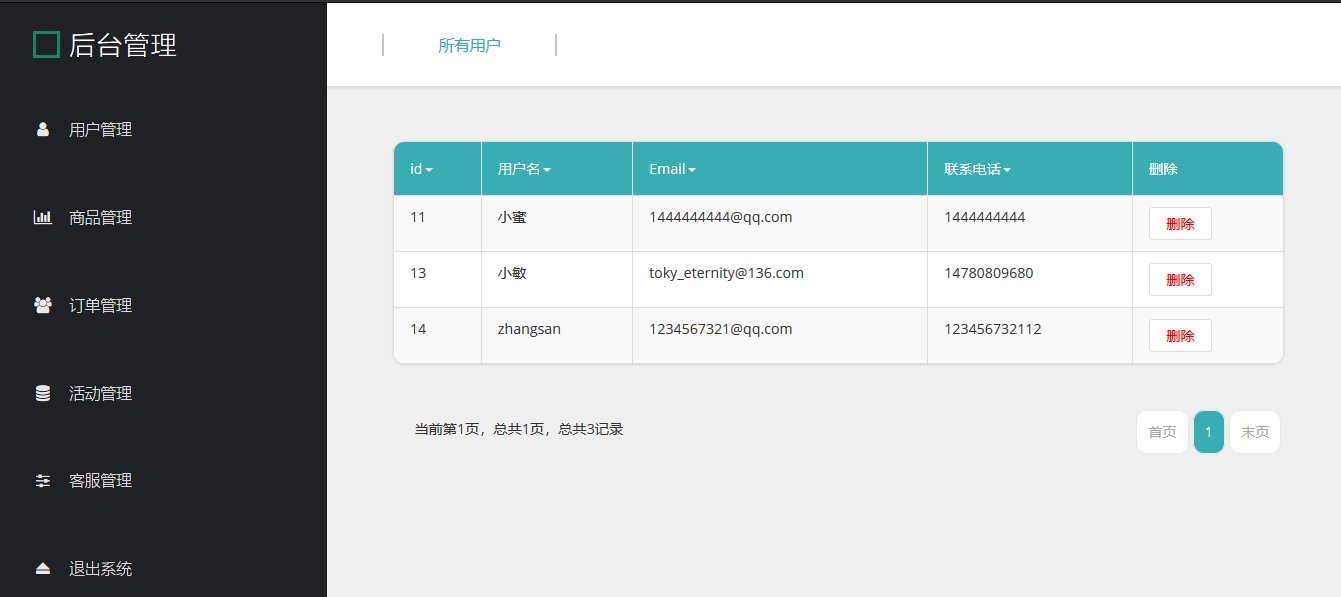 后台管理
用户管理
商品管理
订单管理
活动管理
客服管理
退出系统
所有用户
id 用户名 Email 联系电话 删除
11 小蜜 1444444444@qq.com 1444444444 删除
13 小敏 toky_eternity@136.com 14780809680 删除
14 zhangsan 1234567321@qq.com 123456732112 删除
当前第1页，总共1页，总共3记录 首页 1 末页